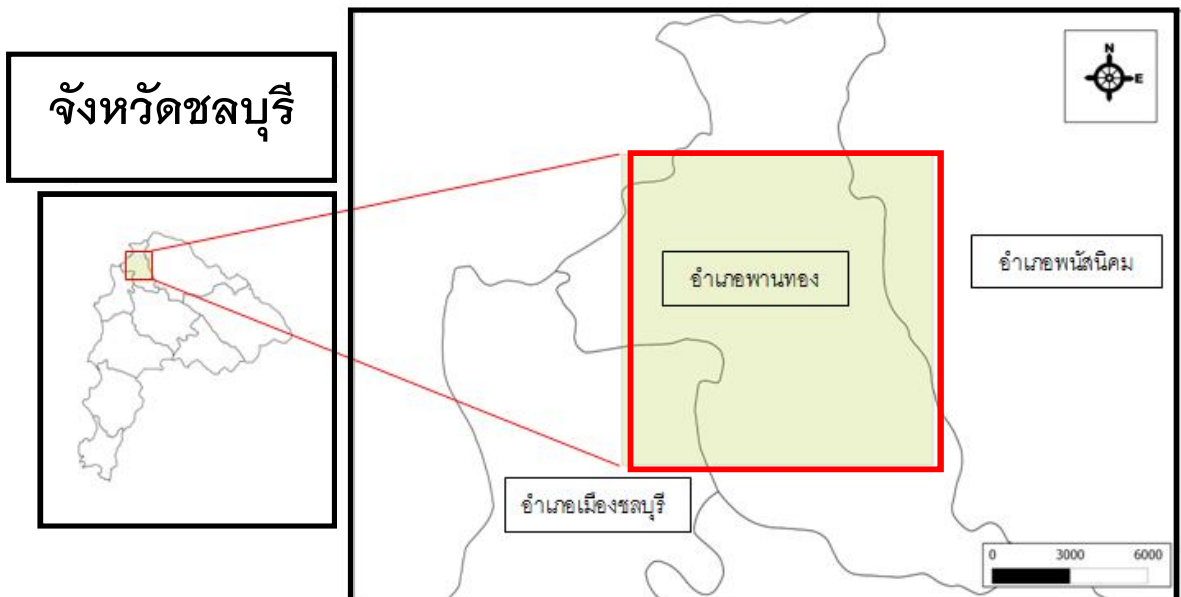 จังหวัดชลบุรี
N
E
อำเภอพนัสนิคม
อำเภอพานทอง
อำเภอเมืองชลบุรี
0 3000 6000